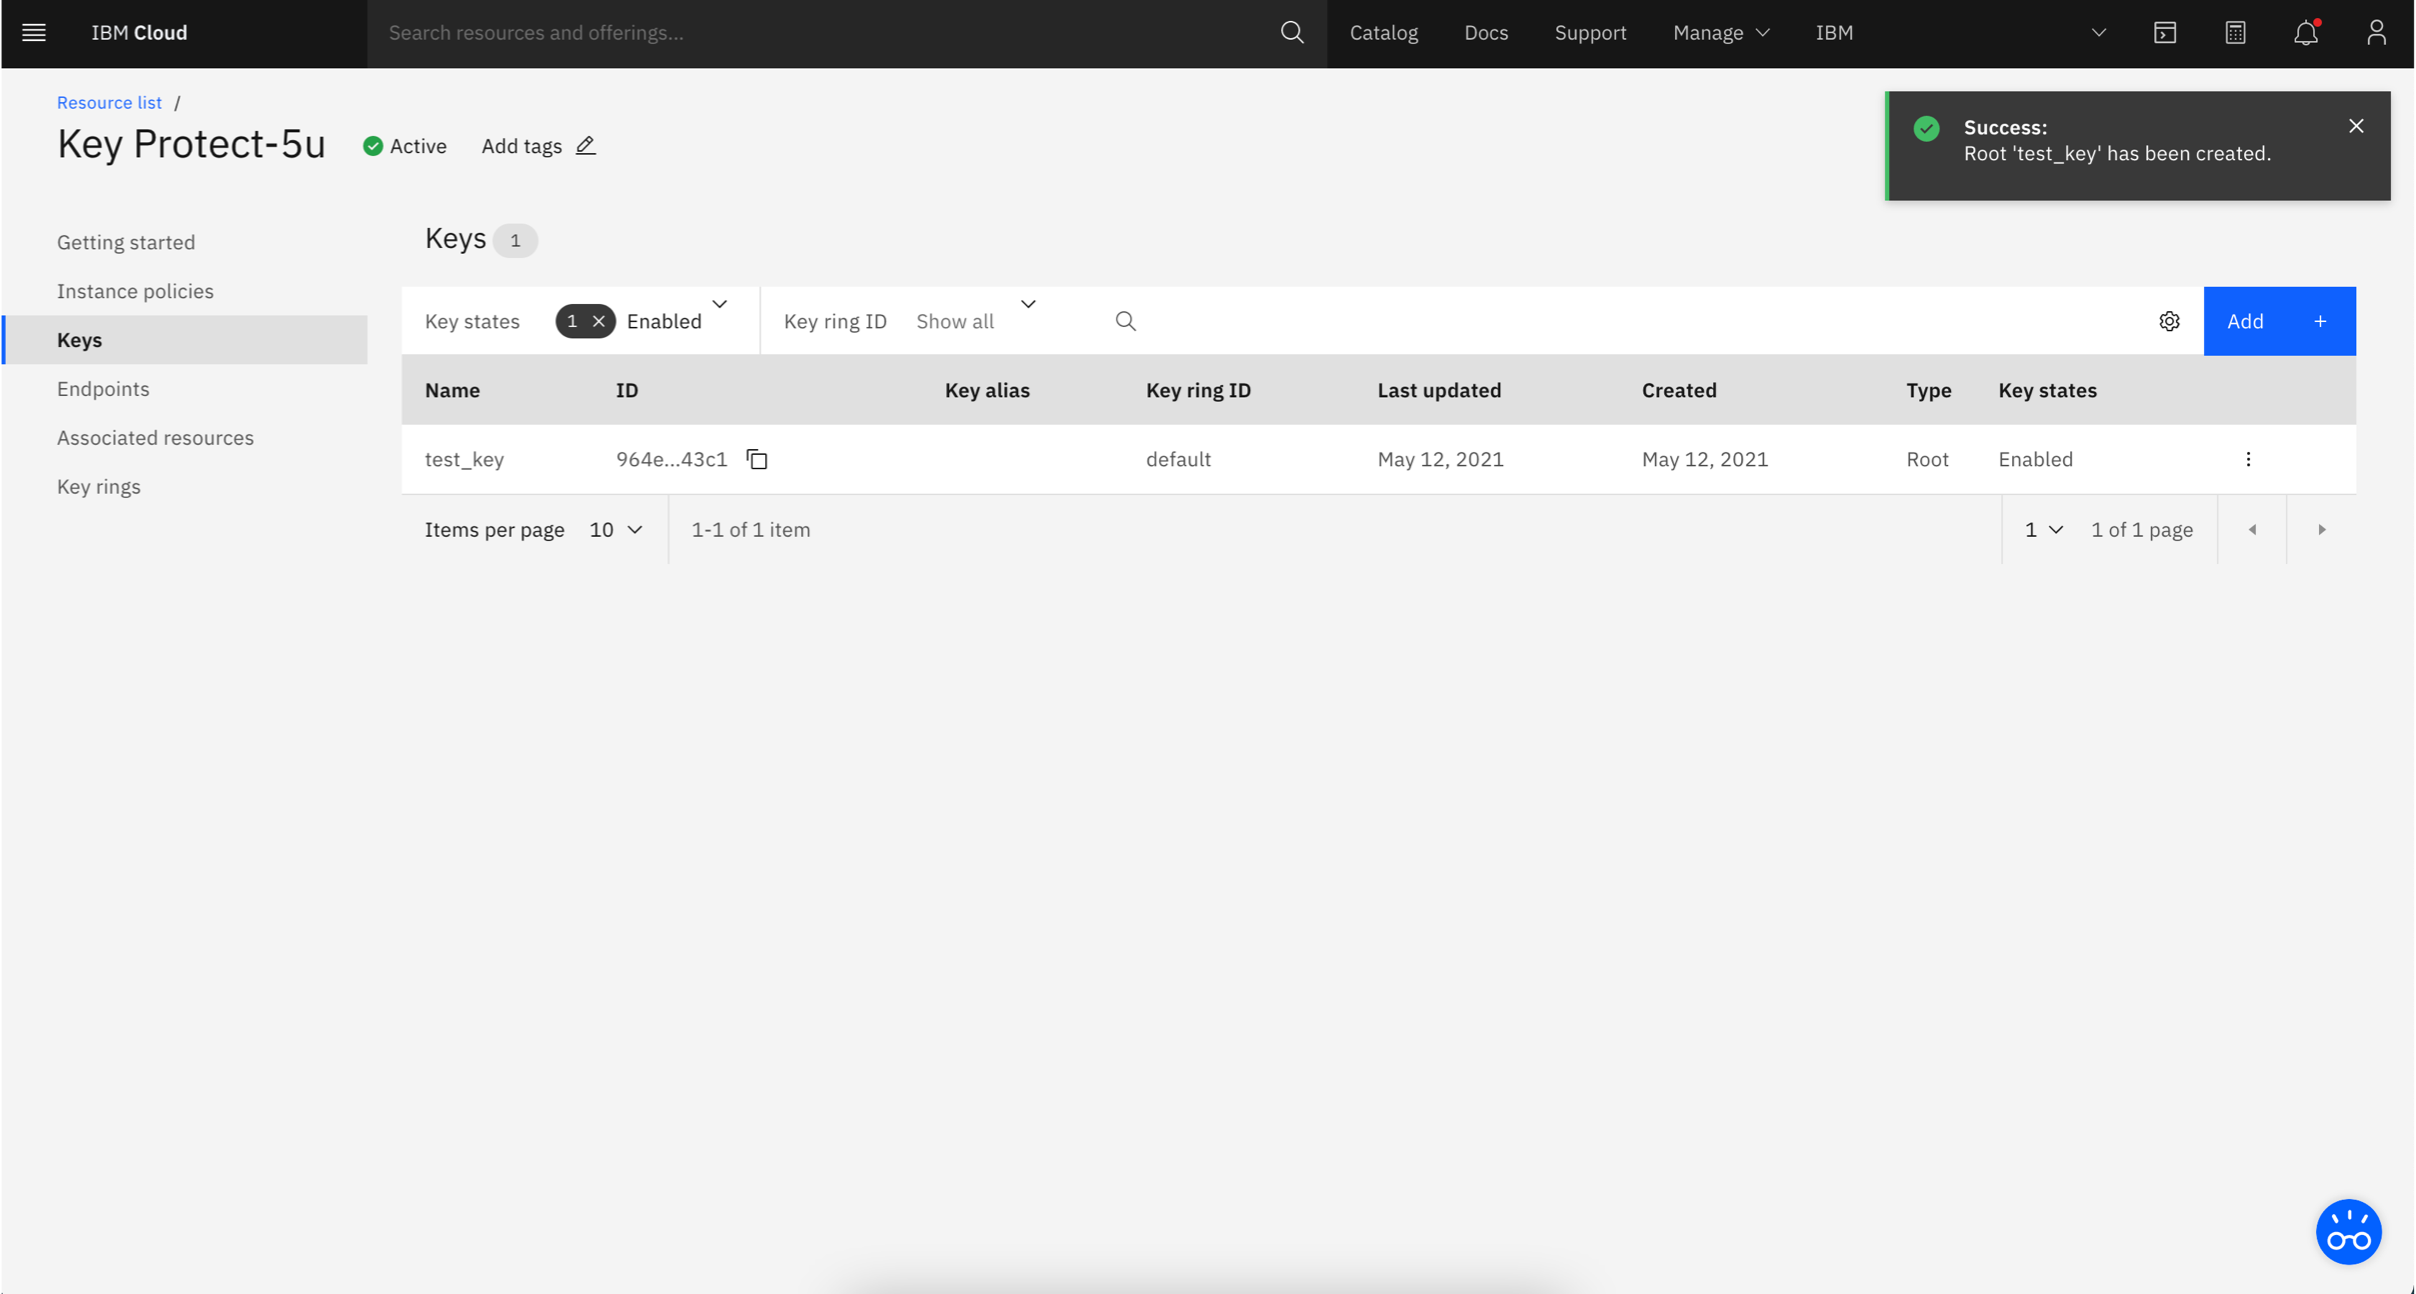 IBM Cloud
Search resources and offerings...
Catalog
Docs
Support
Manage
IBM
Resource list /
Key Protect-5u
Active
Add tags
Success:
Root 'test_key' has been created.
Getting started
Instance policies
Keys
Endpoints
Associated resources
Key rings
Keys 1
Key states 1 Enabled
Key ring ID Show all
Add +
Name ID Key alias Key ring ID Last updated Created Type Key states
test_key 964e...43c1 default May 12, 2021 May 12, 2021 Root Enabled
Items per page 10 1-1 of 1 item 1 1 of 1 page